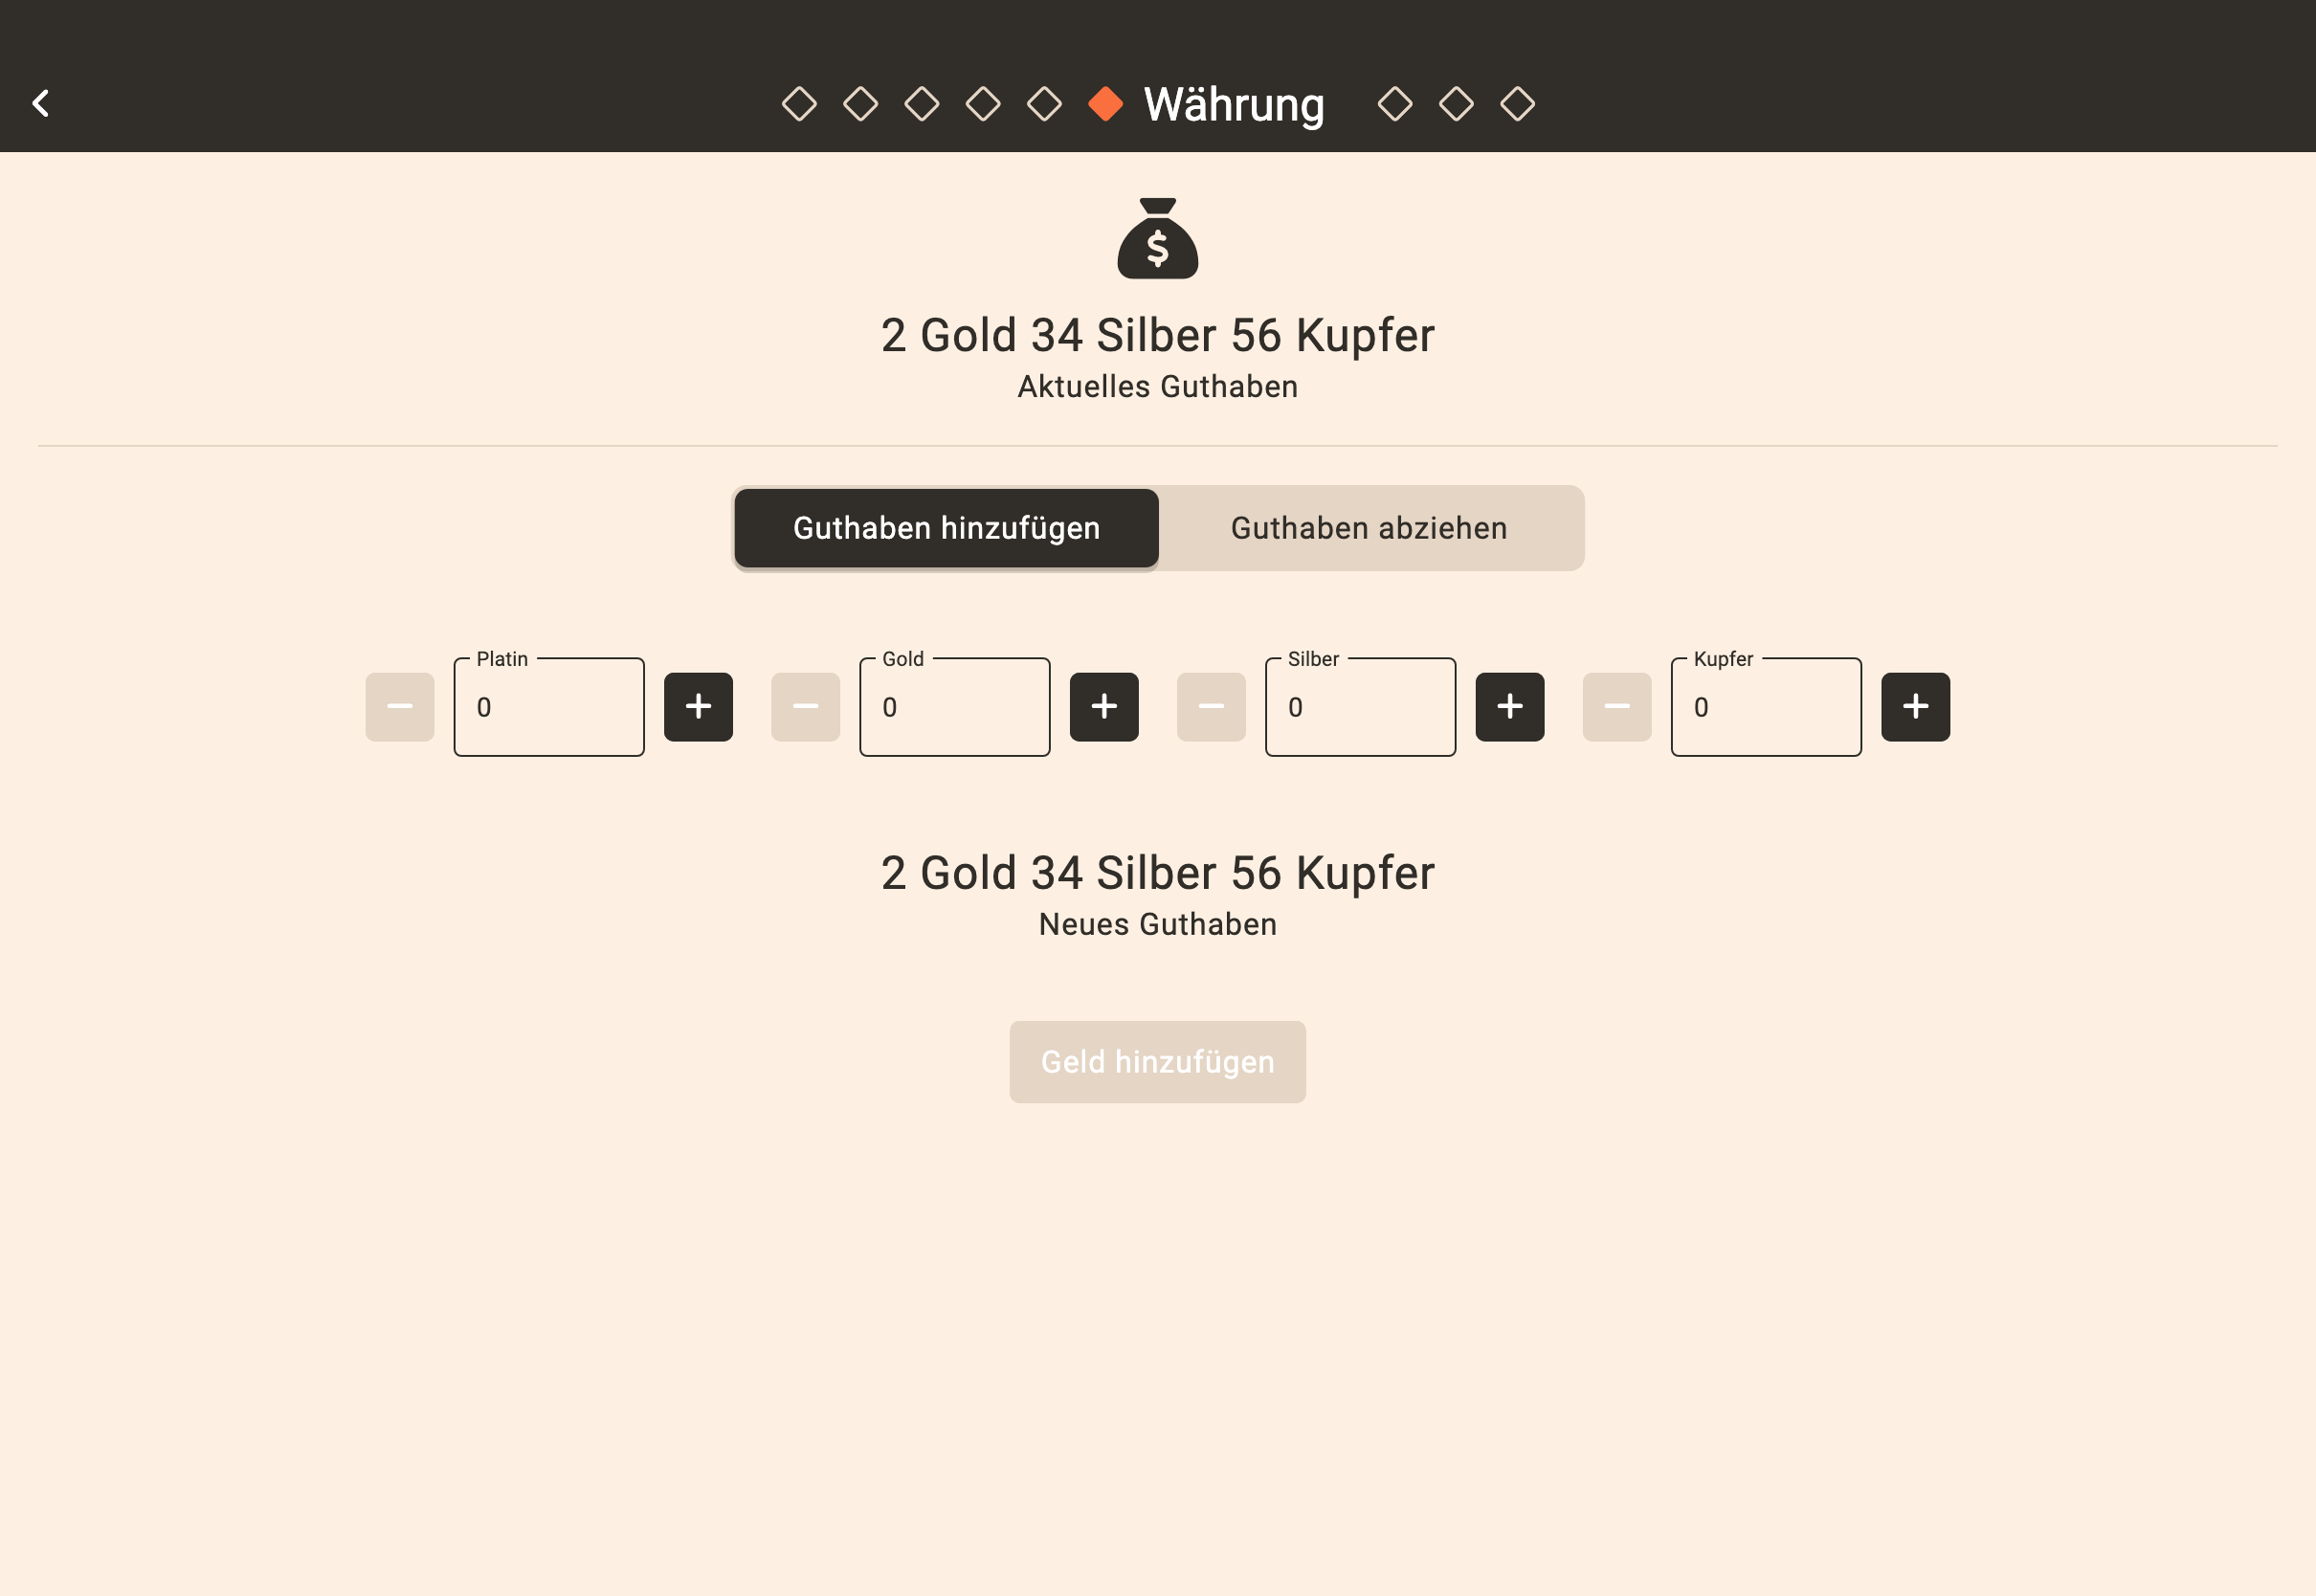 Währung
$
2 Gold 34 Silber 56 Kupfer
Aktuelles Guthaben
Guthaben hinzufügen Guthaben abziehen
Platin Gold Silber Kupfer
0 0 0 0
2 Gold 34 Silber 56 Kupfer
Neues Guthaben
Geld hinzufügen